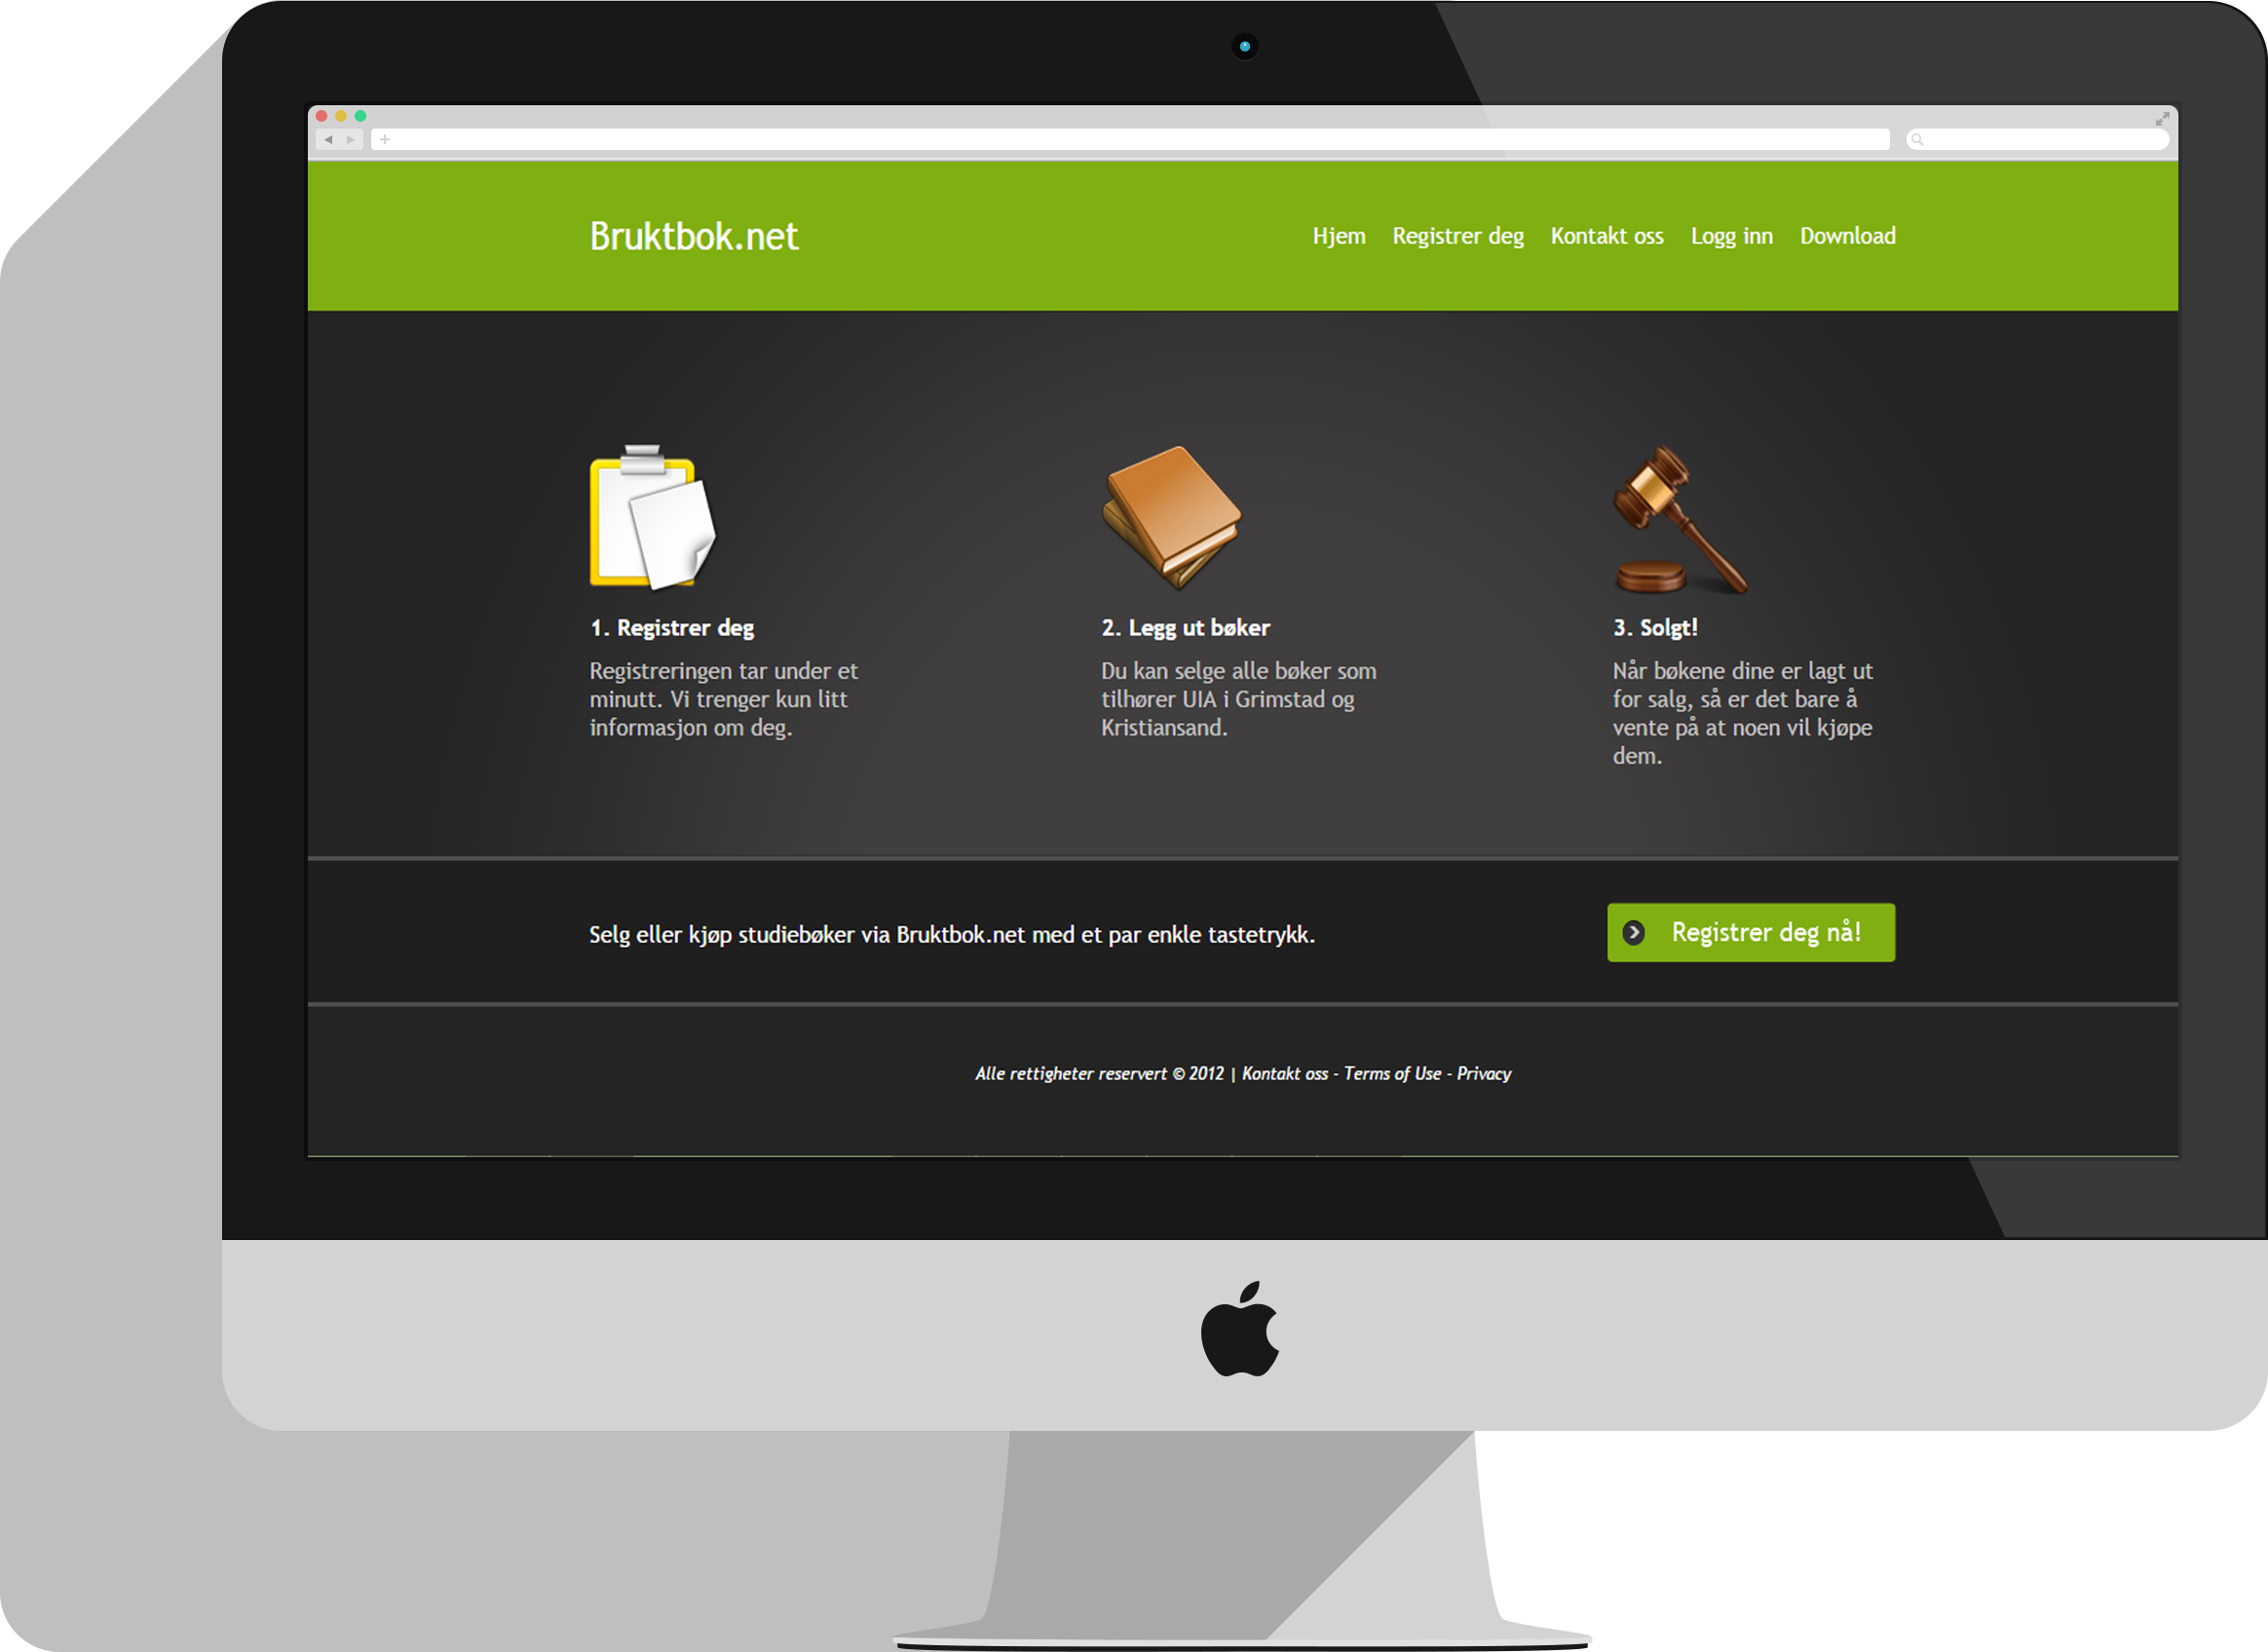 Bruktbok.net
Hjem Registrer deg Kontakt oss Logg inn Download
1. Registrer deg
Registreringen tar under et
minutt. Vi trenger kun litt
informasjon om deg.
2. Legg ut bøker
Du kan selge alle bøker som
tilhører UIA i Grimstad og
Kristiansand.
3. Solgt!
Når bøkene dine er lagt ut
for salg, så er det bare å
vente på at noen vil kjøpe
dem.
Selg eller kjøp studiebøker via Bruktbok.net med et par enkle tastetrykk.
Registrer deg nå!
Alle rettigheter reservert © 2012 | Kontakt oss - Terms of Use - Privacy